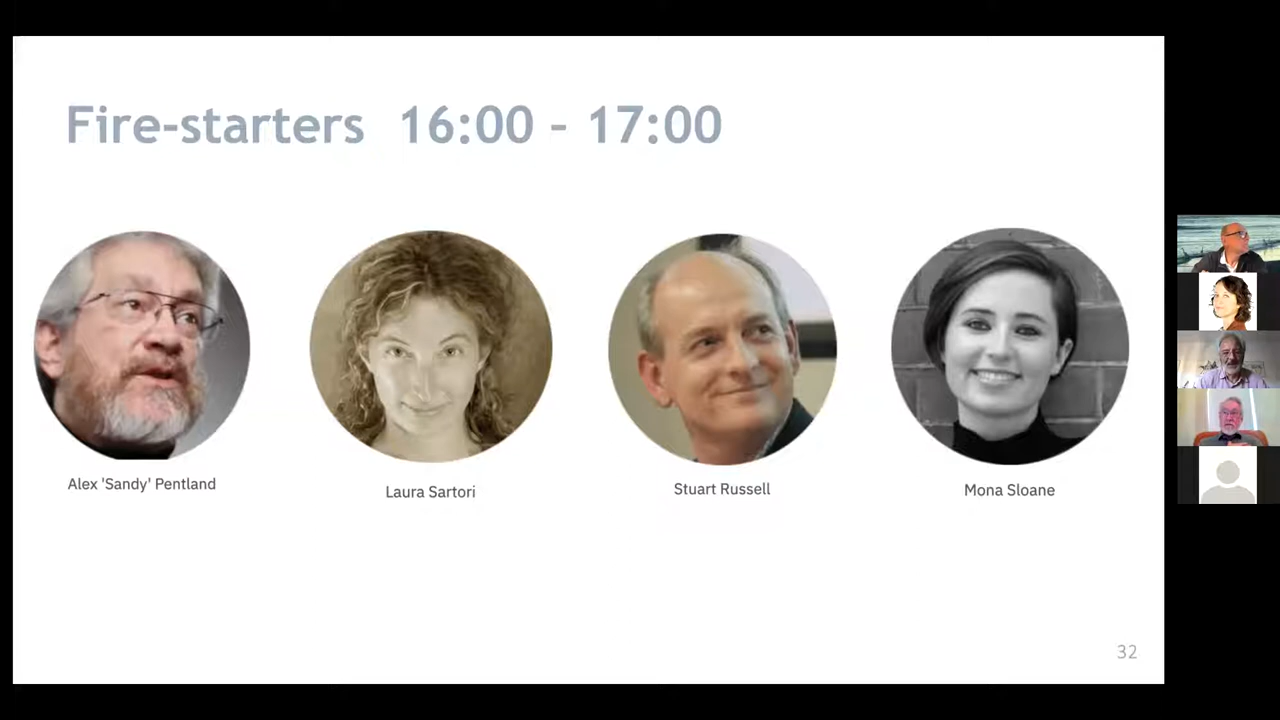 Fire-starters 16:00 - 17:00
Alex 'Sandy' Pentland
Laura Sartori
Stuart Russell
Mona Sloane
32